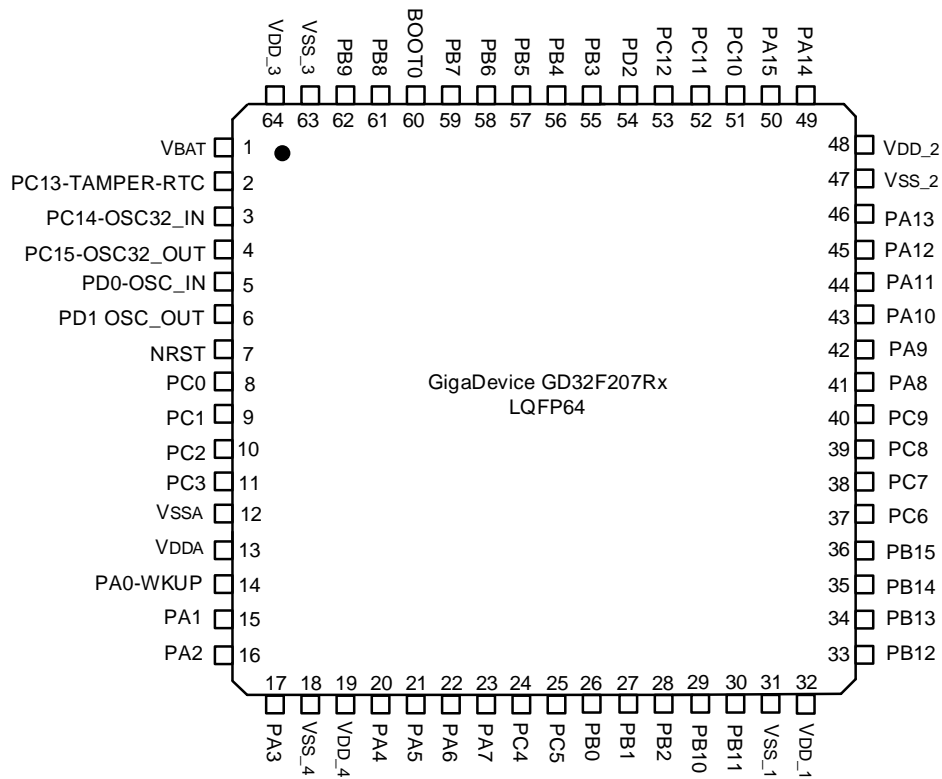 VDD_3
VSS_3
PB9
PB8
BOOT0
PB7
PB6
PB5
PB4
PB3
PD2
PC12
PC11
PC10
PA15
PA14
64 63 62 61 60 59 58 57 56 55 54 53 52 51 50 49
VBAT 1
PC13-TAMPER-RTC 2
PC14-OSC32_IN 3
PC15-OSC32_OUT 4
PD0-OSC_IN 5
PD1 OSC_OUT 6
NRST 7
PC0 8
PC1 9
PC2 10
PC3 11
VSSA 12
VDDA 13
PA0-WKUP 14
PA1 15
PA2 16
GigaDevice GD32F207Rx
LQFP64
48 VDD_2
47 VSS_2
46 PA13
45 PA12
44 PA11
43 PA10
42 PA9
41 PA8
40 PC9
39 PC8
38 PC7
37 PC6
36 PB15
35 PB14
34 PB13
33 PB12
17 18 19 20 21 22 23 24 25 26 27 28 29 30 31 32
PA3
VSS_4
VDD_4
PA4
PA5
PA6
PA7
PC4
PC5
PB0
PB1
PB2
PB10
PB11
VSS_1
VDD_1